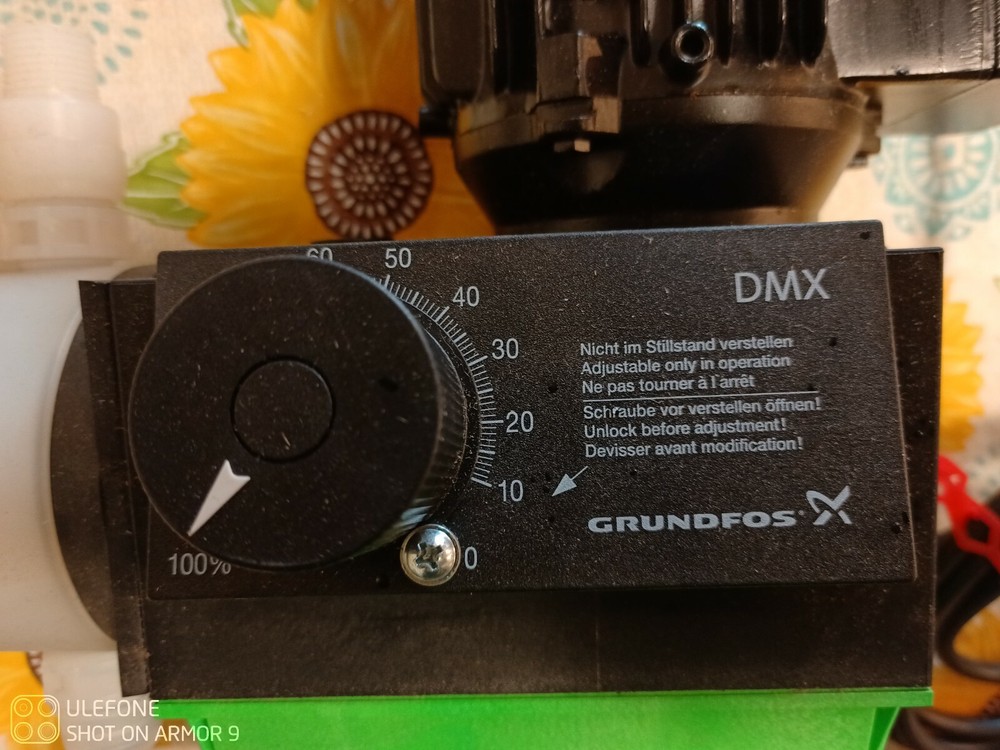 60
50
40
30
20
10
0
100%
DMX
Nicht im Stillstand verstellen
Adjustable only in operation
Ne pas tourner à l'arrêt
Schraube vor verstellen öffnen!
Unlock before adjustment!
Devisser avant modification!
GRUNDFOS
ULEFONE
SHOT ON ARMOR 9